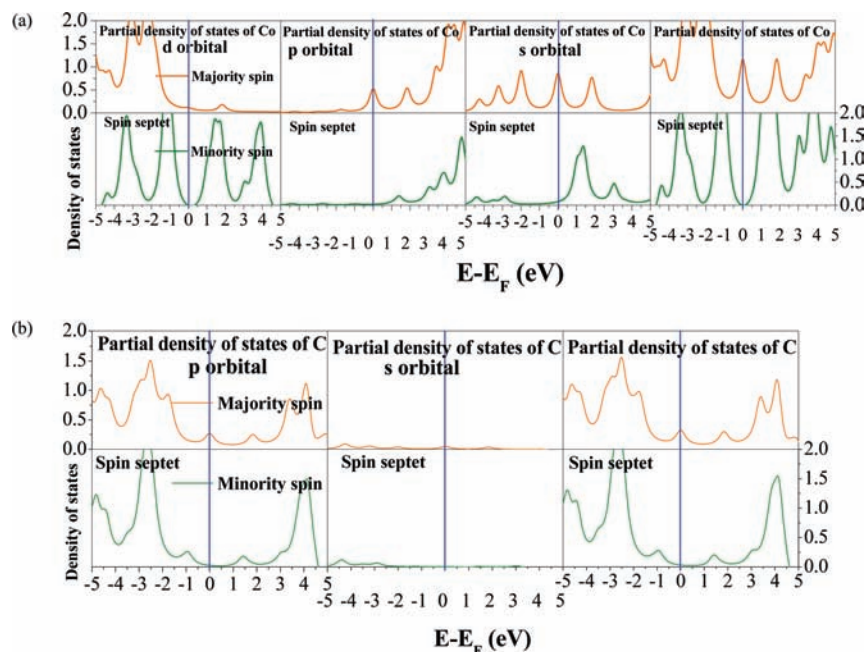 (a)
2.0 Partial density of states of Co Partial density of states of Co Partial density of states of Co Partial density of states of Co
d orbital p orbital s orbital
1.5
1.0 Majority spin
0.5
0.0
Spin septet Spin septet Spin septet Spin septet 2.0
Minority spin 1.5
1.0
0.5
0.0
Density of states
-5 -4 -3 -2 -1 0 1 2 3 4 5 -5 -4 -3 -2 -1 0 1 2 3 4 5 -5 -4 -3 -2 -1 0 1 2 3 4 5 -5 -4 -3 -2 -1 0 1 2 3 4 5
E-EF (eV)
(b)
2.0
Partial density of states of C Partial density of states of C Partial density of states of C
p orbital s orbital
1.5
1.0 Majority spin
0.5
0.0
Spin septet Spin septet Spin septet 2.0
Minority spin 1.5
1.0
0.5
0.0
Density of states
-5 -4 -3 -2 -1 0 1 2 3 4 5 -5 -4 -3 -2 -1 0 1 2 3 4 5 -5 -4 -3 -2 -1 0 1 2 3 4 5
E-EF (eV)